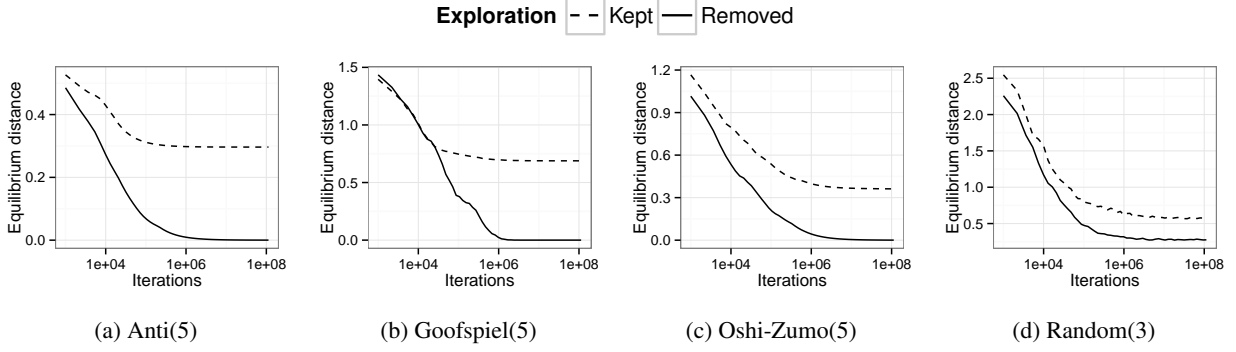 Exploration Kept Removed
Equilibrium distance
0.4
0.2
0.0
1e+04 1e+06 1e+08
Iterations
(a) Anti(5)
Equilibrium distance
1.5
1.0
0.5
0.0
1e+04 1e+06 1e+08
Iterations
(b) Goofspiel(5)
Equilibrium distance
1.2
0.9
0.6
0.3
0.0
1e+04 1e+06 1e+08
Iterations
(c) Oshi-Zumo(5)
Equilibrium distance
2.5
2.0
1.5
1.0
0.5
1e+04 1e+06 1e+08
Iterations
(d) Random(3)